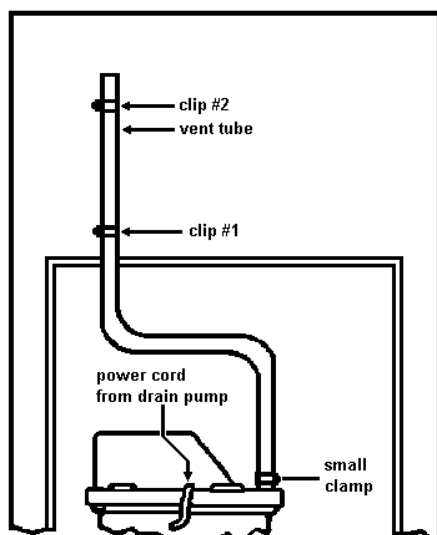 clip #2
vent tube
clip #1
power cord
from drain pump
small
clamp